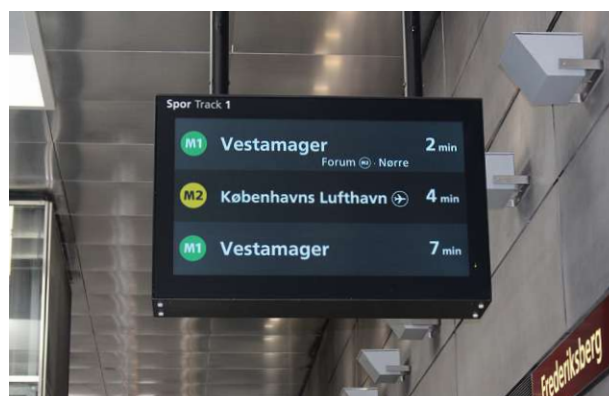 Spor Track 1
M1 Vestamager 2 min
Forum · Nørre
M2 Københavns Lufthavn 4 min
M1 Vestamager 7 min
Frederiksberg